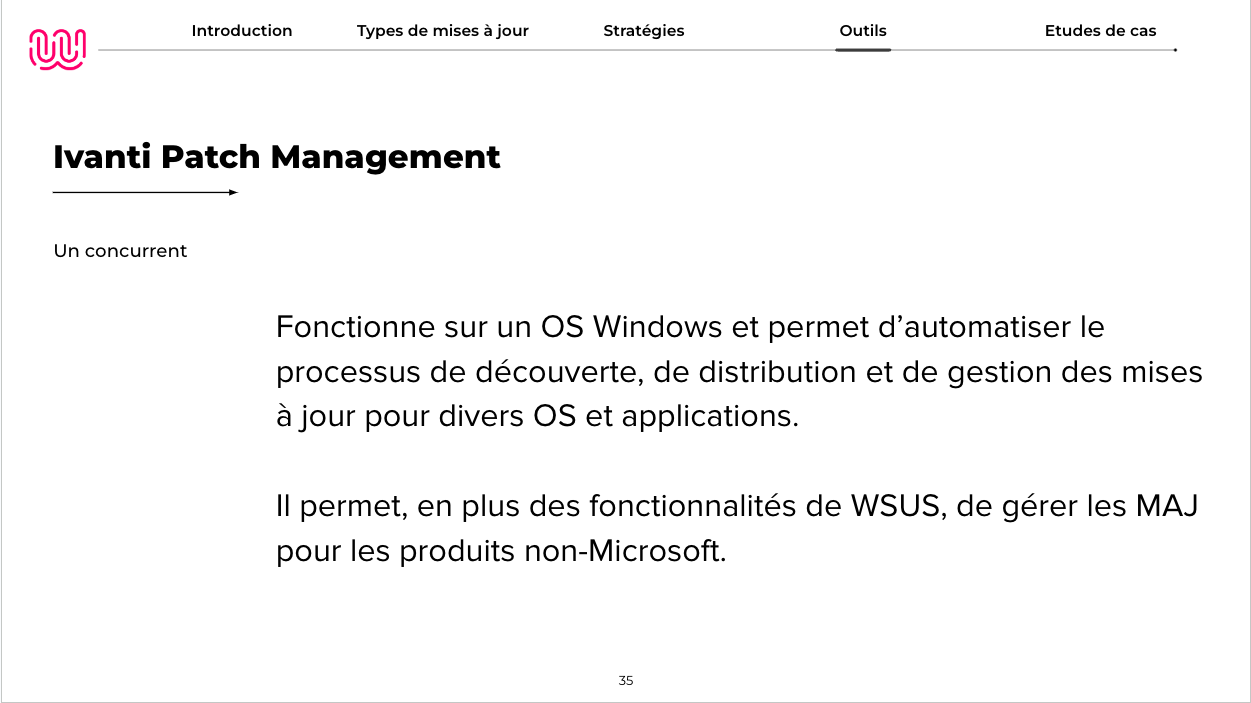 Introduction
Types de mises à jour
Stratégies
Outils
Etudes de cas
Ivanti Patch Management
Un concurrent
Fonctionne sur un OS Windows et permet d’automatiser le
processus de découverte, de distribution et de gestion des mises
à jour pour divers OS et applications.
Il permet, en plus des fonctionnalités de WSUS, de gérer les MAJ
pour les produits non-Microsoft.
35